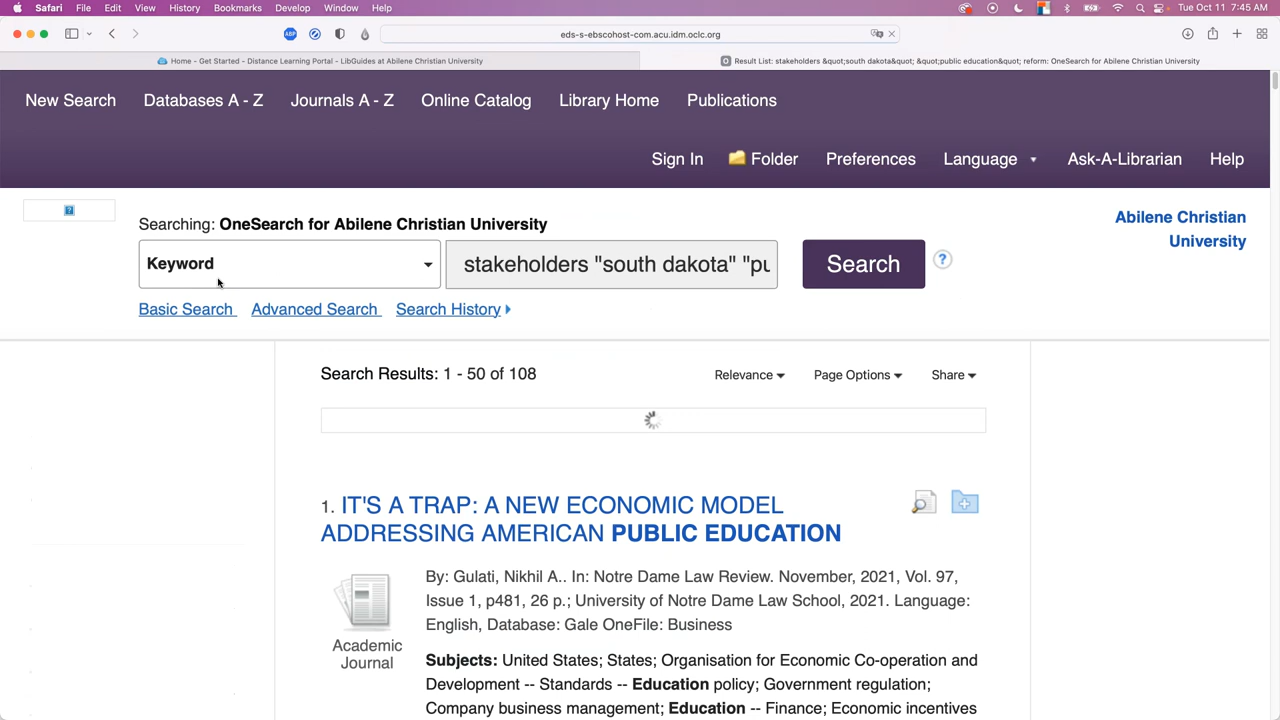 Safari File Edit View History Bookmarks Develop Window Help Tue Oct 11 7:45 AM
ABP eds-s-ebscohost-com.acu.idm.oclc.org
Home - Get Started - Distance Learning Portal - LibGuides at Abilene Christian University
Result List: stakeholders &quot;south dakota&quot; &quot;public education&quot; reform: OneSearch for Abilene Christian University
New Search Databases A - Z Journals A - Z Online Catalog Library Home Publications
Sign In Folder Preferences Language Ask-A-Librarian Help
Searching: OneSearch for Abilene Christian University
Abilene Christian
University
Keyword stakeholders "south dakota" "pu Search ?
Basic Search Advanced Search Search History
Search Results: 1 - 50 of 108 Relevance Page Options Share
1. IT'S A TRAP: A NEW ECONOMIC MODEL
ADDRESSING AMERICAN PUBLIC EDUCATION
By: Gulati, Nikhil A.. In: Notre Dame Law Review. November, 2021, Vol. 97,
Issue 1, p481, 26 p.; University of Notre Dame Law School, 2021. Language:
English, Database: Gale OneFile: Business
Academic
Journal
Subjects: United States; States; Organisation for Economic Co-operation and
Development -- Standards -- Education policy; Government regulation;
Company business management; Education -- Finance; Economic incentives